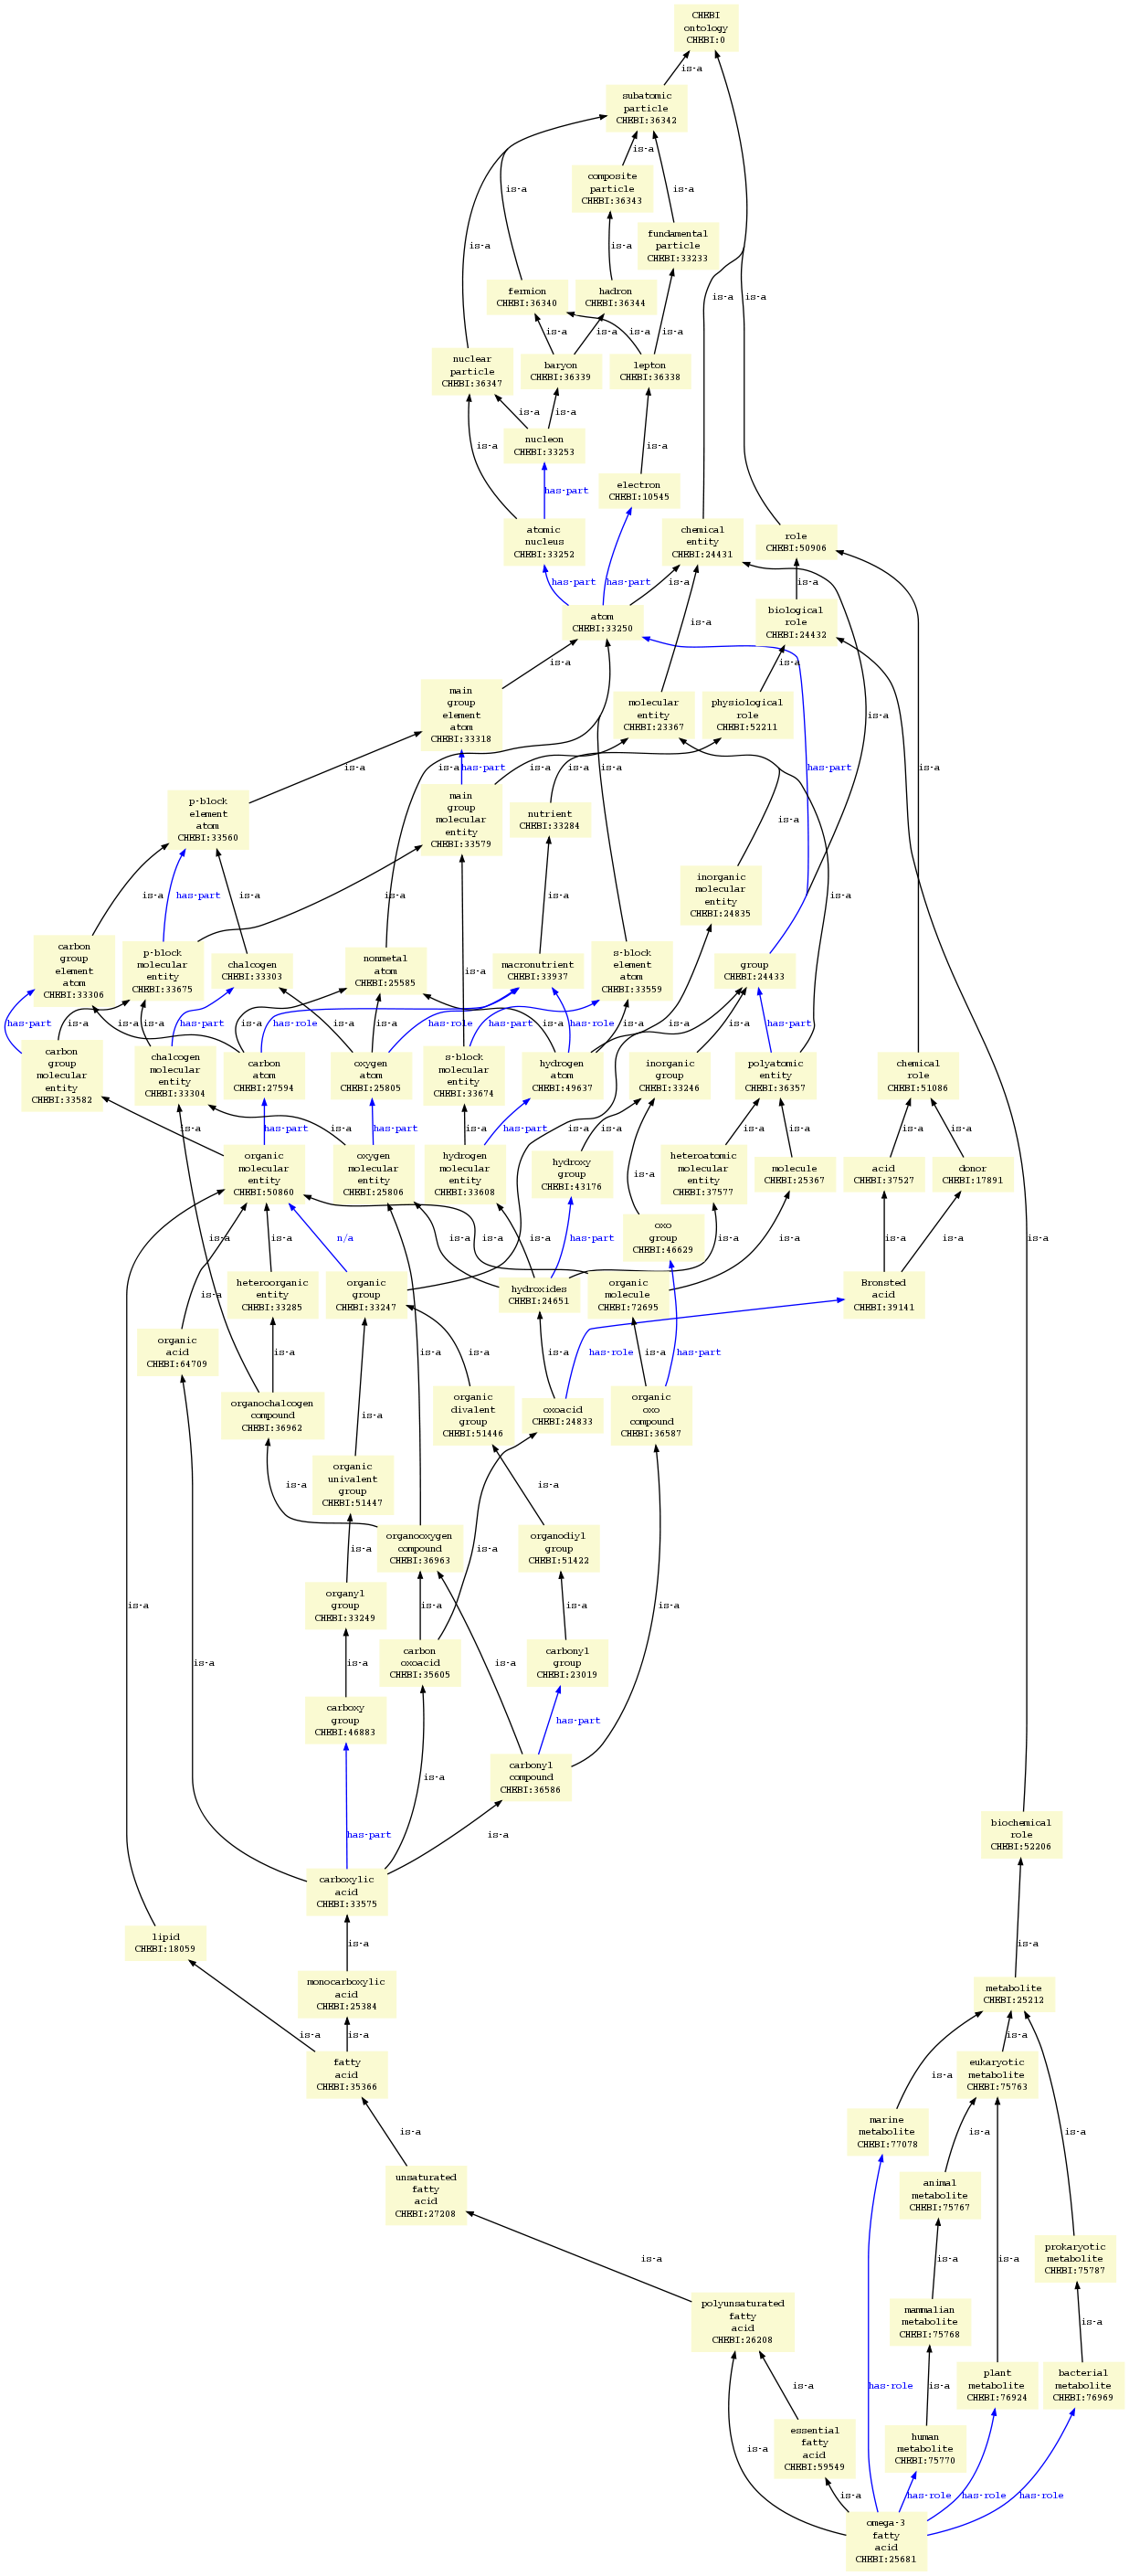 CHEBI
ontology
CHEBI:0
is-a
subatomic
particle
CHEBI:36342
is-a
composite
particle
CHEBI:36343
is-a
is-a
fundamental
particle
CHEBI:33233
is-a
is-a
fermion
CHEBI:36340
hadron
CHEBI:36344
is-a
is-a
is-a
is-a
is-a
is-a
nuclear
particle
CHEBI:36347
baryon
CHEBI:36339
lepton
CHEBI:36338
is-a
is-a
nucleon
CHEBI:33253
is-a
is-a
electron
CHEBI:10545
has-part
atomic
nucleus
CHEBI:33252
chemical
entity
CHEBI:24431
role
CHEBI:50906
has-part
has-part
is-a
is-a
atom
CHEBI:33250
biological
role
CHEBI:24432
is-a
is-a
is-a
main
group
element
atom
CHEBI:33318
molecular
entity
CHEBI:23367
physiological
role
CHEBI:52211
is-a
is-a
is-a
has-part
is-a
is-a
is-a
has-part
is-a
p-block
element
atom
CHEBI:33560
main
group
molecular
entity
CHEBI:33579
nutrient
CHEBI:33284
is-a
is-a
has-part
is-a
is-a
inorganic
molecular
entity
CHEBI:24835
is-a
carbon
group
element
atom
CHEBI:33306
p-block
molecular
entity
CHEBI:33675
chalcogen
CHEBI:33303
nonmetal
atom
CHEBI:25585
is-a
macronutrient
CHEBI:33937
s-block
element
atom
CHEBI:33559
group
CHEBI:24433
has-part
is-a
is-a
has-part
is-a
has-role
is-a
has-role
has-part
is-a
has-role
is-a
is-a
is-a
has-part
carbon
group
molecular
entity
CHEBI:33582
chalcogen
molecular
entity
CHEBI:33304
carbon
atom
CHEBI:27594
oxygen
atom
CHEBI:25805
s-block
molecular
entity
CHEBI:33674
hydrogen
atom
CHEBI:49637
inorganic
group
CHEBI:33246
polyatomic
entity
CHEBI:36357
chemical
role
CHEBI:51086
is-a
has-part
is-a
has-part
is-a
has-part
is-a
is-a
is-a
is-a
is-a
is-a
organic
molecular
entity
CHEBI:50860
oxygen
molecular
entity
CHEBI:25806
hydrogen
molecular
entity
CHEBI:33608
hydroxy
group
CHEBI:43176
is-a
heteroatomic
molecular
entity
CHEBI:37577
molecule
CHEBI:25367
acid
CHEBI:37527
donor
CHEBI:17891
oxo
group
CHEBI:46629
is-a
is-a
n/a
is-a
is-a
is-a
has-part
is-a
is-a
is-a
is-a
is-a
heteroorganic
entity
CHEBI:33285
organic
group
CHEBI:33247
hydroxides
CHEBI:24651
organic
molecule
CHEBI:72695
Bronsted
acid
CHEBI:39141
is-a
organic
acid
CHEBI:64709
is-a
is-a
is-a
is-a
has-role
is-a
has-part
organochalcogen
compound
CHEBI:36962
organic
divalent
group
CHEBI:51446
oxoacid
CHEBI:24833
organic
oxo
compound
CHEBI:36587
is-a
organic
univalent
group
CHEBI:51447
is-a
is-a
organooxygen
compound
CHEBI:36963
organodiyl
group
CHEBI:51422
is-a
is-a
organyl
group
CHEBI:33249
is-a
is-a
is-a
is-a
carbon
oxoacid
CHEBI:35605
carbonyl
group
CHEBI:23019
is-a
is-a
is-a
carboxy
group
CHEBI:46883
has-part
is-a
carbonyl
compound
CHEBI:36586
has-part
is-a
biochemical
role
CHEBI:52206
carboxylic
acid
CHEBI:33575
lipid
CHEBI:18059
is-a
is-a
monocarboxylic
acid
CHEBI:25384
metabolite
CHEBI:25212
is-a
is-a
is-a
fatty
acid
CHEBI:35366
eukaryotic
metabolite
CHEBI:75763
is-a
is-a
marine
metabolite
CHEBI:77078
is-a
is-a
unsaturated
fatty
acid
CHEBI:27208
animal
metabolite
CHEBI:75767
is-a
is-a
is-a
prokaryotic
metabolite
CHEBI:75787
polyunsaturated
fatty
acid
CHEBI:26208
mammalian
metabolite
CHEBI:75768
is-a
is-a
has-role
is-a
plant
metabolite
CHEBI:76924
bacterial
metabolite
CHEBI:76969
is-a
essential
fatty
acid
CHEBI:59549
human
metabolite
CHEBI:75770
is-a
has-role
has-role
has-role
omega-3
fatty
acid
CHEBI:25681